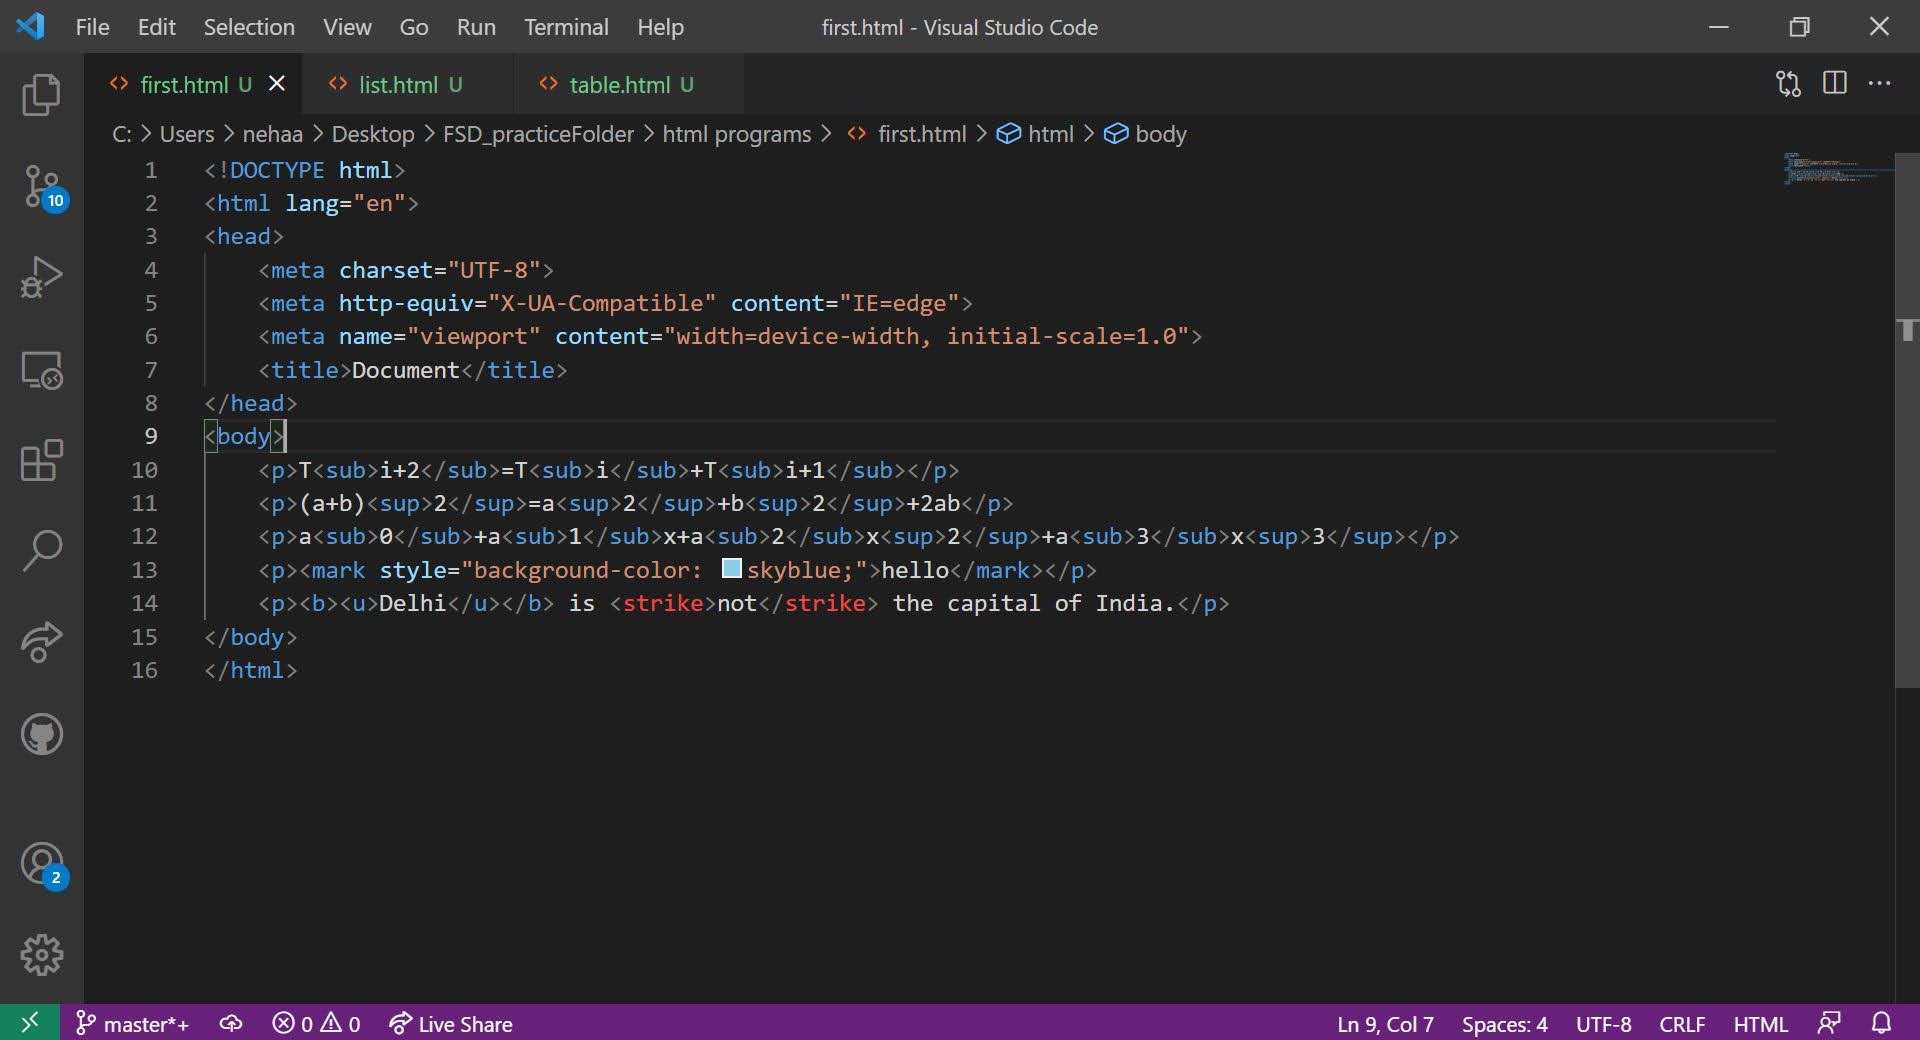 File Edit Selection View Go Run Terminal Help first.html - Visual Studio Code
first.html U list.html U table.html U
C: > Users > nehaa > Desktop > FSD_practiceFolder > html programs > first.html > html > body
1 <!DOCTYPE html>
2 <html lang="en">
3 <head>
4 <meta charset="UTF-8">
5 <meta http-equiv="X-UA-Compatible" content="IE=edge">
6 <meta name="viewport" content="width=device-width, initial-scale=1.0">
7 <title>Document</title>
8 </head>
9 <body>
10 <p>T<sub>i+2</sub>=T<sub>i</sub>+T<sub>i+1</sub></p>
11 <p>(a+b)<sup>2</sup>=a<sup>2</sup>+b<sup>2</sup>+2ab</p>
12 <p>a<sub>0</sub>+a<sub>1</sub>x+a<sub>2</sub>x<sup>2</sup>+a<sub>3</sub>x<sup>3</sup></p>
13 <p><mark style="background-color: skyblue;">hello</mark></p>
14 <p><b><u>Delhi</u></b> is <strike>not</strike> the capital of India.</p>
15 </body>
16 </html>
10
2
master*+ 0 0 Live Share Ln 9, Col 7 Spaces: 4 UTF-8 CRLF HTML